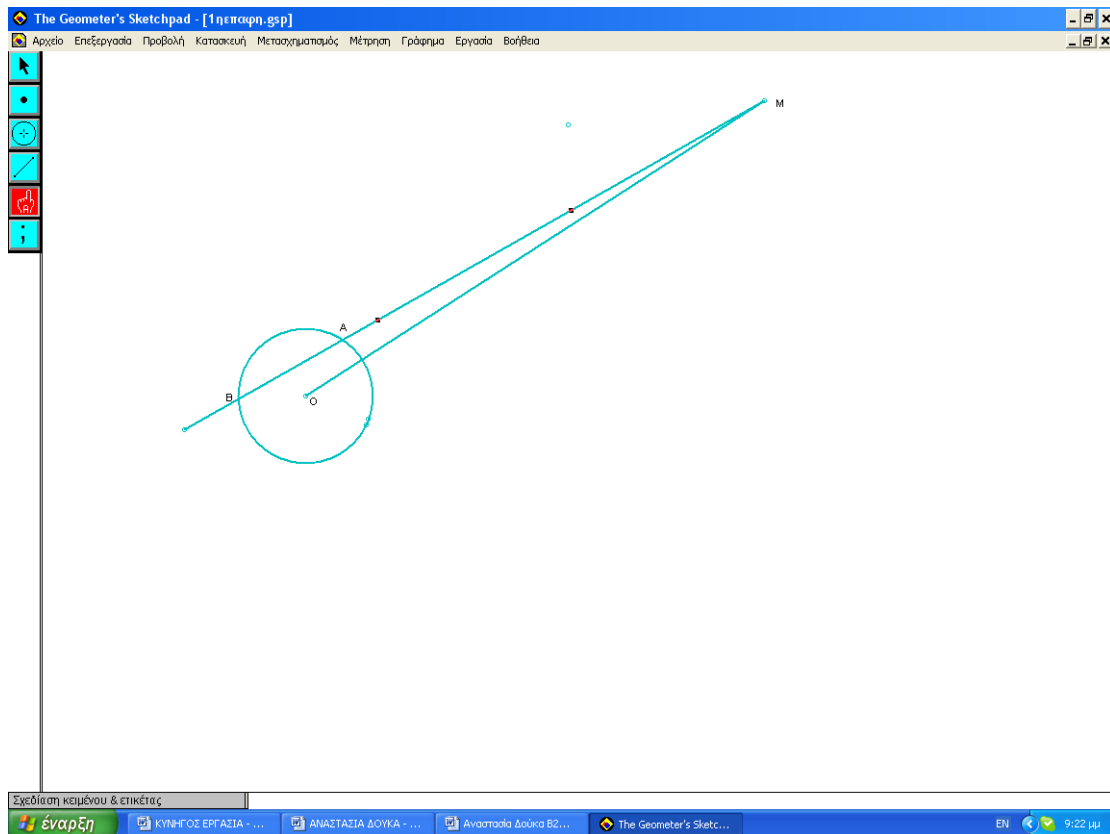 The Geometer's Sketchpad - [1ηεπαφη.gsp]
Αρχείο Επεξεργασία Προβολή Κατασκευή Μετασχηματισμός Μέτρηση Γράφημα Εργασία Βοήθεια
M
A
B
O
Σχεδίαση κειμένου & ετικέτας
έναρξη ΚΥΝΗΓΟΣ ΕΡΓΑΣΙΑ - ... ΑΝΑΣΤΑΣΙΑ ΔΟΥΚΑ - ... Αναστασία Δούκα Β2... The Geometer's Sketc... EN 9:22 μμ